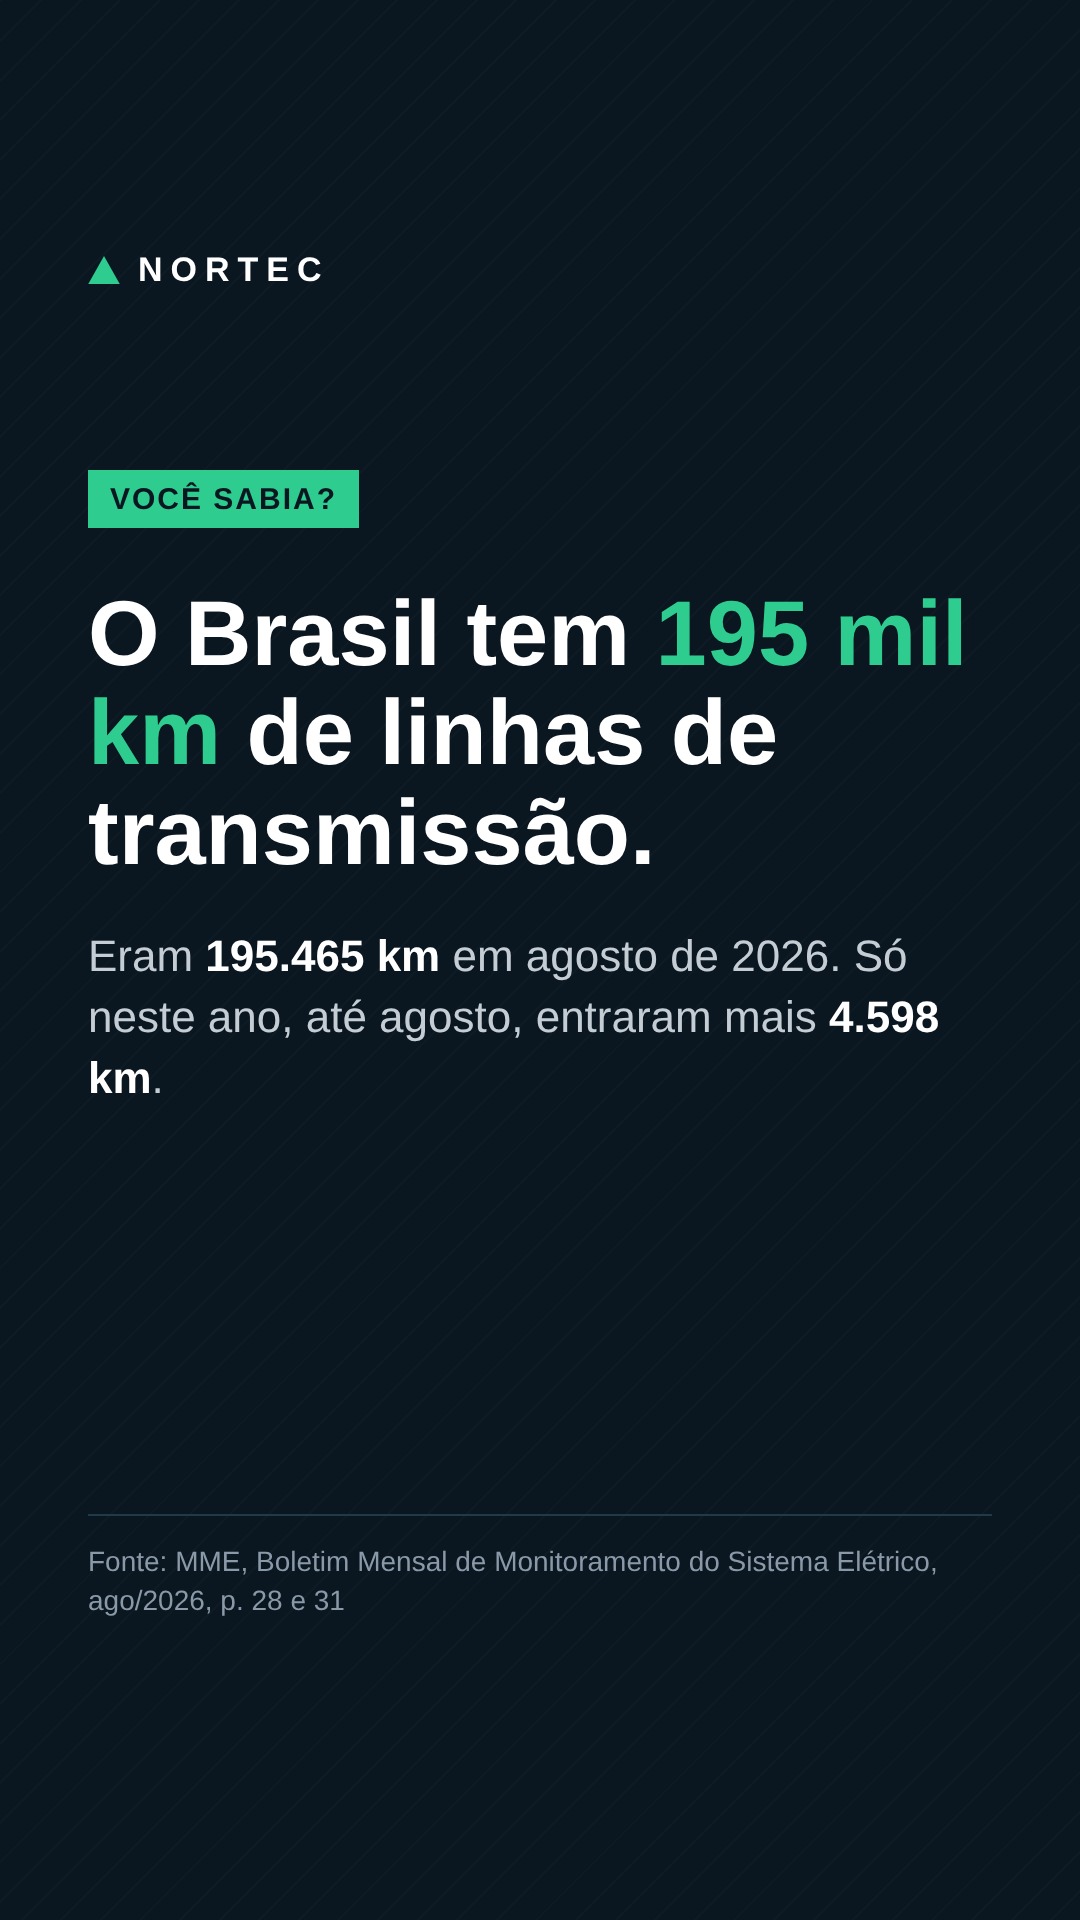 NORTEC
VOCÊ SABIA?
O Brasil tem 195 mil
km de linhas de
transmissão.
Eram 195.465 km em agosto de 2026. Só
neste ano, até agosto, entraram mais 4.598
km.
Fonte: MME, Boletim Mensal de Monitoramento do Sistema Elétrico,
ago/2026, p. 28 e 31